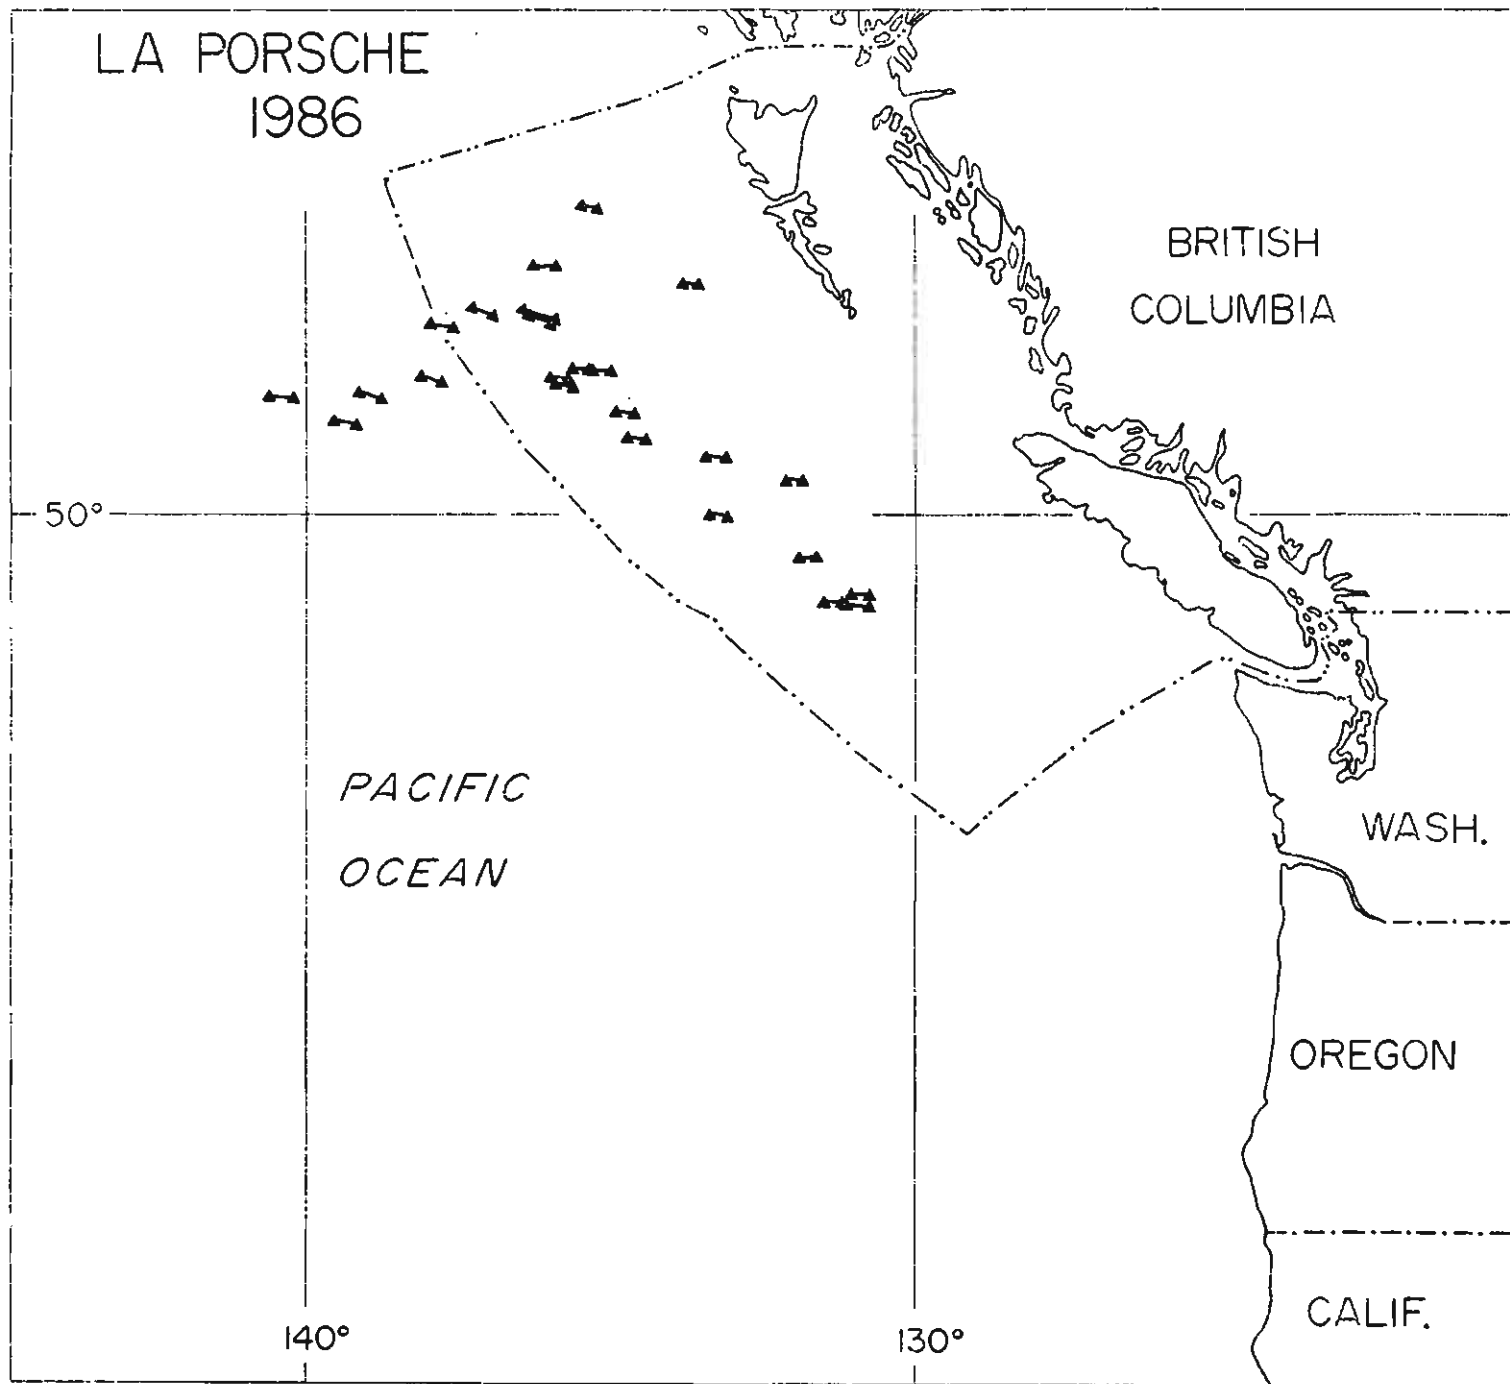 LA PORSCHE
1986
BRITISH
COLUMBIA
50°
PACIFIC
OCEAN
WASH.
OREGON
CALIF.
140°
130°